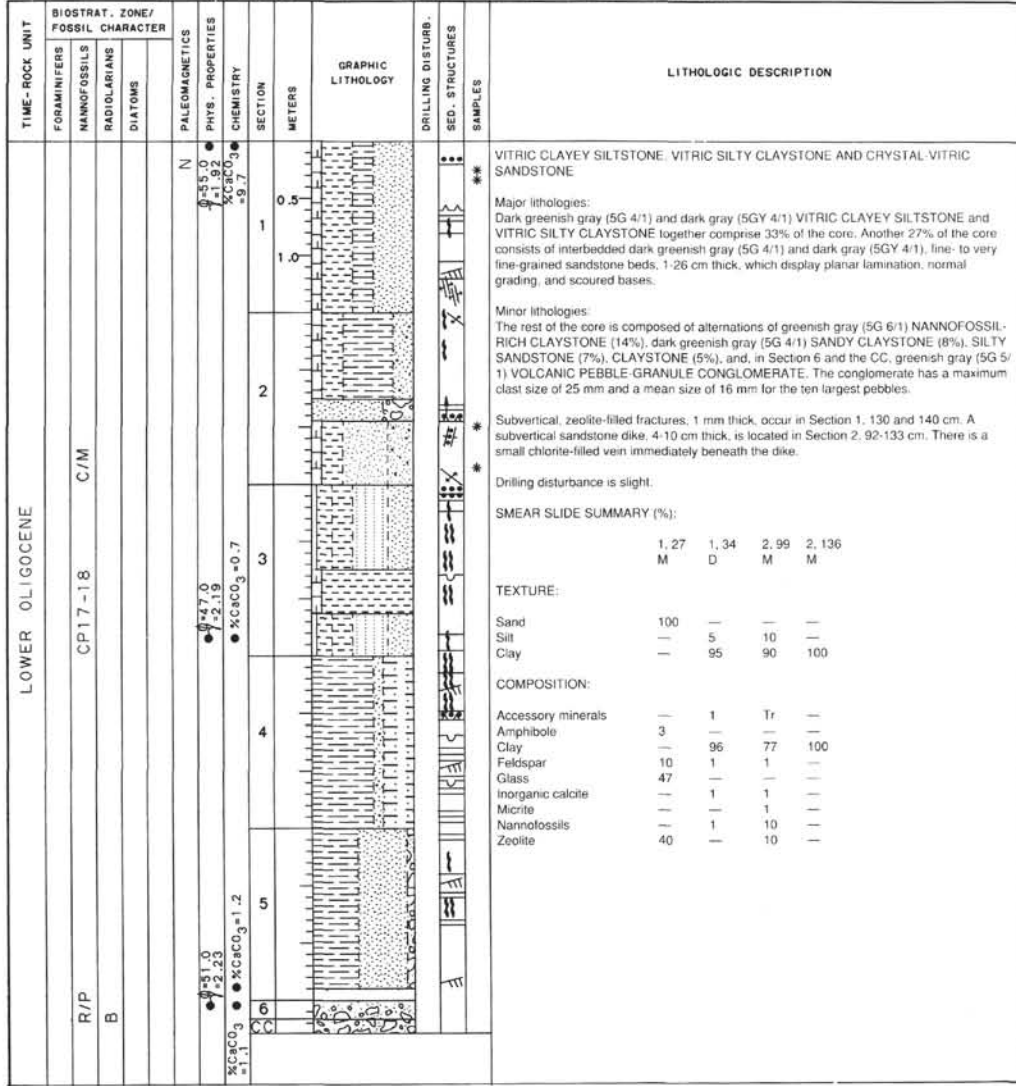 TIME-ROCK UNIT
BIOSTRAT. ZONE/
FOSSIL CHARACTER
FORAMINIFERS
NANNOFOSSILS
RADIOLARIANS
DIATOMS
PALEOMAGNETICS
PHYS. PROPERTIES
CHEMISTRY
SECTION
METERS
GRAPHIC
LITHOLOGY
DRILLING DISTURB.
SED. STRUCTURES
SAMPLES
LITHOLOGIC DESCRIPTION
LOWER OLIGOCENE
CP17-18 C/M
R/P
B
N
=55.0
=1.92
%CaCO3
=9.7
=47.0
=2.19
%CaCO3=0.7
=51.0
=2.23
%CaCO3=1.2
%CaCO3
=1.1
0.5
1
1.0
2
3
4
5
6
CC
**
*
*
VITRIC CLAYEY SILTSTONE, VITRIC SILTY CLAYSTONE AND CRYSTAL-VITRIC
SANDSTONE
Major lithologies:
Dark greenish gray (5G 4/1) and dark gray (5GY 4/1) VITRIC CLAYEY SILTSTONE and
VITRIC SILTY CLAYSTONE together comprise 33% of the core. Another 27% of the core
consists of interbedded dark greenish gray (5G 4/1) and dark gray (5GY 4/1), fine- to very
fine-grained sandstone beds, 1-26 cm thick, which display planar lamination, normal
grading, and scoured bases.
Minor lithologies:
The rest of the core is composed of alternations of greenish gray (5G 6/1) NANNOFOSSIL-
RICH CLAYSTONE (14%), dark greenish gray (5G 4/1) SANDY CLAYSTONE (8%), SILTY
SANDSTONE (7%), CLAYSTONE (5%), and, in Section 6 and the CC, greenish gray (5G 5/
1) VOLCANIC PEBBLE-GRANULE CONGLOMERATE. The conglomerate has a maximum
clast size of 25 mm and a mean size of 16 mm for the ten largest pebbles.
Subvertical, zeolite-filled fractures, 1 mm thick, occur in Section 1, 130 and 140 cm. A
subvertical sandstone dike, 4-10 cm thick, is located in Section 2, 92-133 cm. There is a
small chlorite-filled vein immediately beneath the dike.
Drilling disturbance is slight.
SMEAR SLIDE SUMMARY (%):
1, 27 1, 34 2, 99 2, 136
M D M M
TEXTURE:
Sand 100 — — —
Silt — 5 10 —
Clay — 95 90 100
COMPOSITION:
Accessory minerals — 1 Tr —
Amphibole 3 — — —
Clay — 96 77 100
Feldspar 10 1 1 —
Glass 47 — — —
Inorganic calcite — 1 1 —
Micrite — — 1 —
Nannofossils — 1 10 —
Zeolite 40 — 10 —